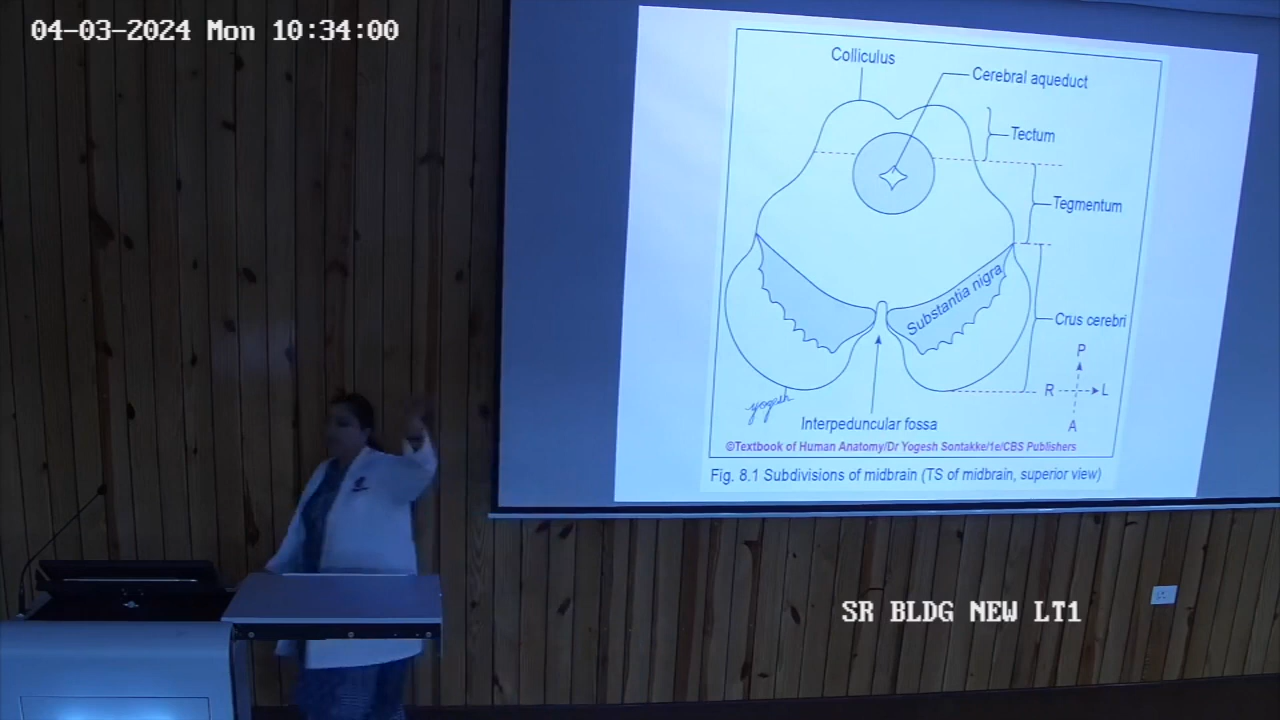 04-03-2024 Mon 10:34:00
Colliculus
Cerebral aqueduct
Tectum
Tegmentum
Substantia nigra
Crus cerebri
P
R
L
A
yogesh
Interpeduncular fossa
©Textbook of Human Anatomy/Dr Yogesh Sontakke/1e/CBS Publishers
Fig. 8.1 Subdivisions of midbrain (TS of midbrain, superior view)
SR BLDG NEW LT1